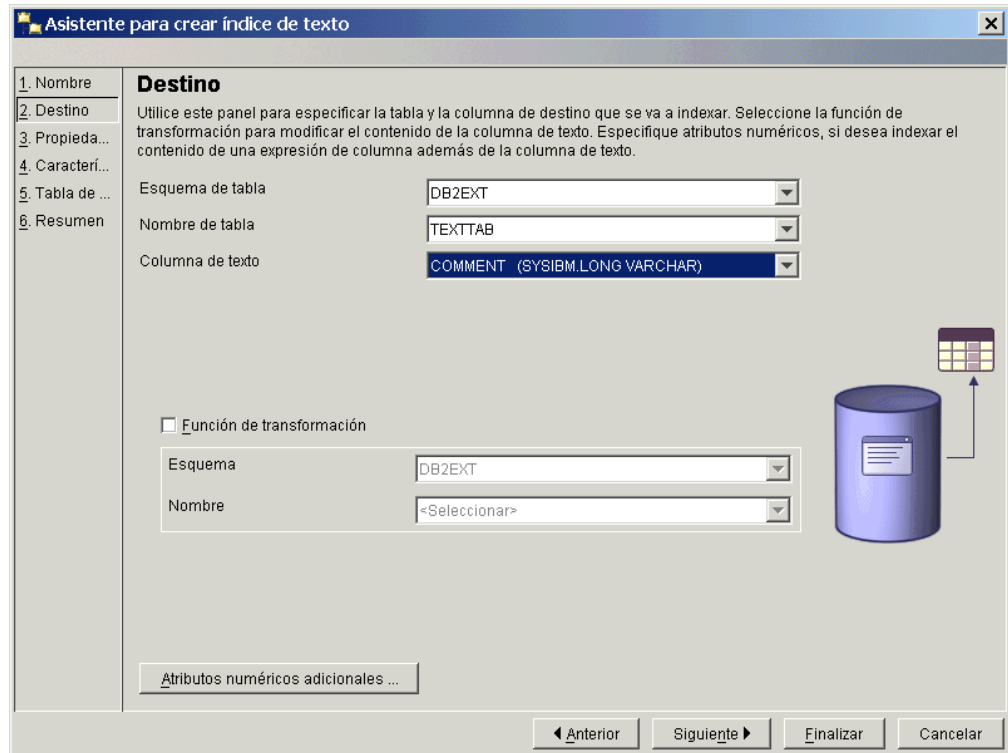 Asistente para crear índice de texto
1. Nombre
2. Destino
3. Propieda...
4. Caracterí...
5. Tabla de ...
6. Resumen
Destino
Utilice este panel para especificar la tabla y la columna de destino que se va a indexar. Seleccione la función de
transformación para modificar el contenido de la columna de texto. Especifique atributos numéricos, si desea indexar el
contenido de una expresión de columna además de la columna de texto.
Esquema de tabla
DB2EXT
Nombre de tabla
TEXTTAB
Columna de texto
COMMENT (SYSIBM.LONG VARCHAR)
Función de transformación
Esquema
DB2EXT
Nombre
<Seleccionar>
Atributos numéricos adicionales ...
Anterior
Siguiente
Finalizar
Cancelar